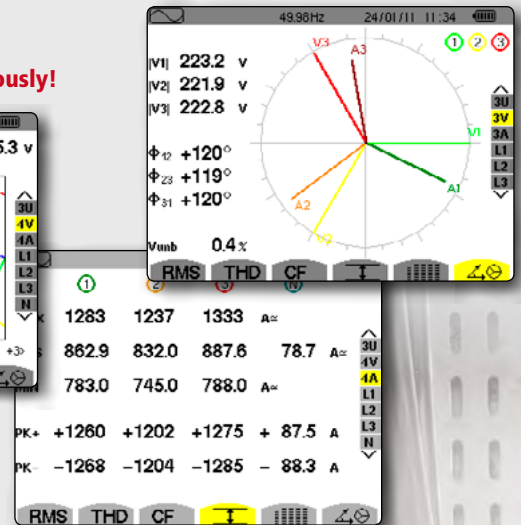 ously!
49.98Hz 24/01/11 11:34
|V1| 223.2 v
|V2| 221.9 v
|V3| 222.8 v
Φ12 +120°
Φ23 +119°
Φ31 +120°
Vunb 0.4%
V3
A3
V1
A1
A2
V2
1 2 3
3U
3V
3A
L1
L2
L3
RMS THD CF
5.3 v
3U
4V
4A
L1
L2
L3
N
+3>
1 2 3 N
1283 1237 1333 A≃
862.9 832.0 887.6 78.7 A≃
MIN 783.0 745.0 788.0 A≃
PK+ +1260 +1202 +1275 + 87.5 A
PK- -1268 -1204 -1285 - 88.3 A
3U
4V
4A
L1
L2
L3
N
RMS THD CF